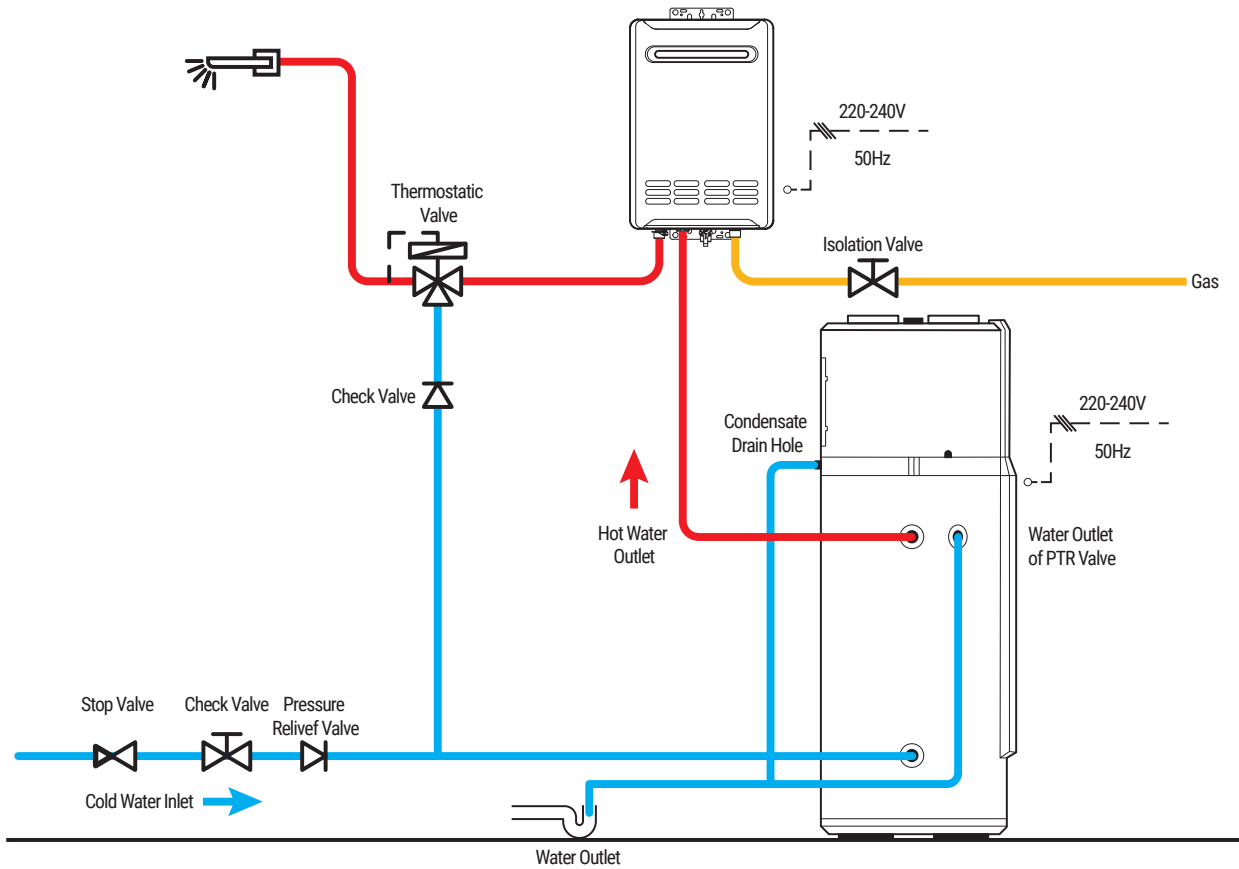 220-240V
50Hz
Thermostatic
Valve
Isolation Valve
Gas
Check Valve
Condensate
Drain Hole
220-240V
50Hz
Hot Water
Outlet
Water Outlet
of PTR Valve
Stop Valve
Check Valve
Pressure
Relivef Valve
Cold Water Inlet
Water Outlet